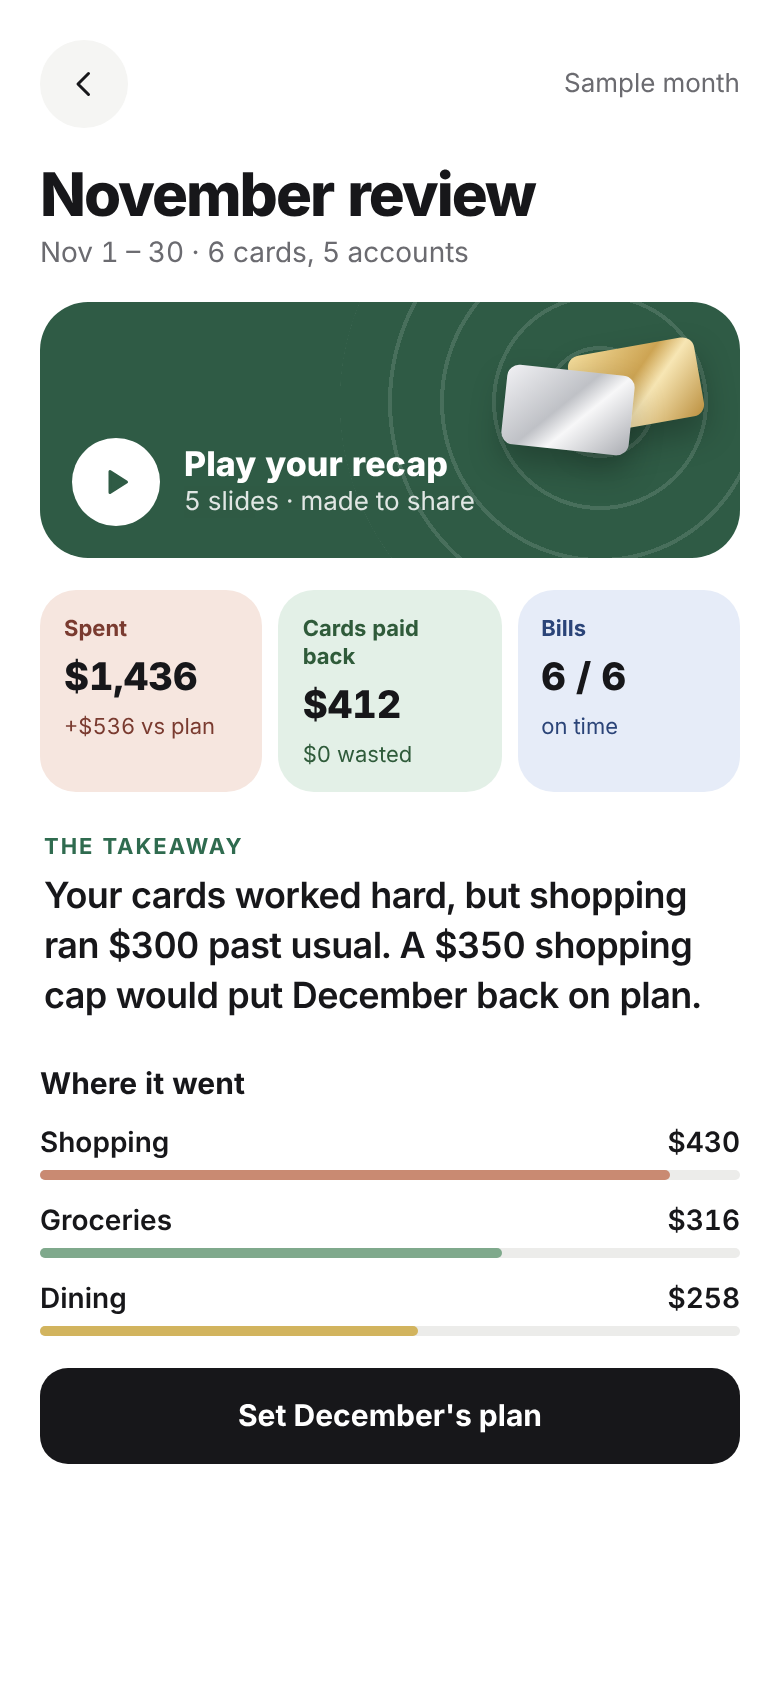 Sample month
November review
Nov 1 – 30 · 6 cards, 5 accounts
Play your recap
5 slides · made to share
Spent
$1,436
+$536 vs plan
Cards paid
back
$412
$0 wasted
Bills
6 / 6
on time
THE TAKEAWAY
Your cards worked hard, but shopping
ran $300 past usual. A $350 shopping
cap would put December back on plan.
Where it went
Shopping $430
Groceries $316
Dining $258
Set December's plan